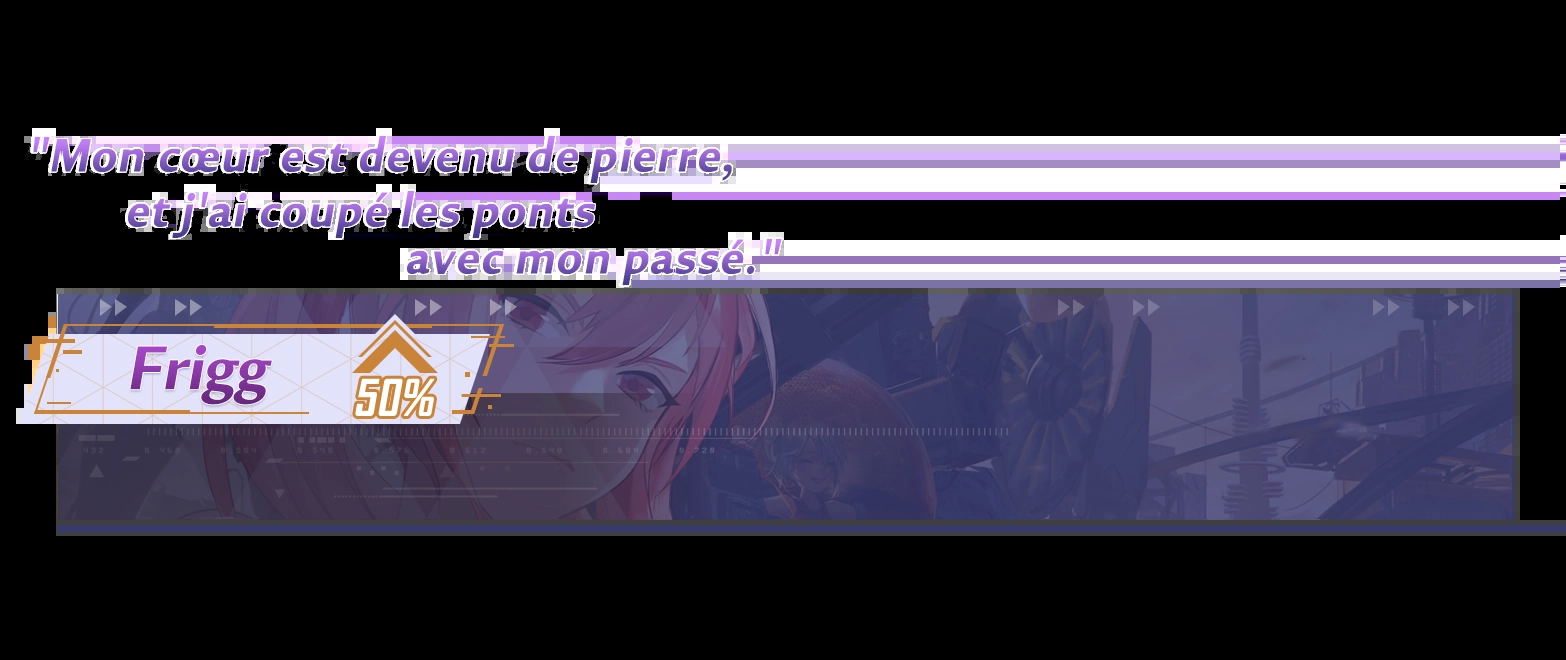 "Mon cœur est devenu de pierre,
et j'ai coupé les ponts
avec mon passé."
Frigg
50%